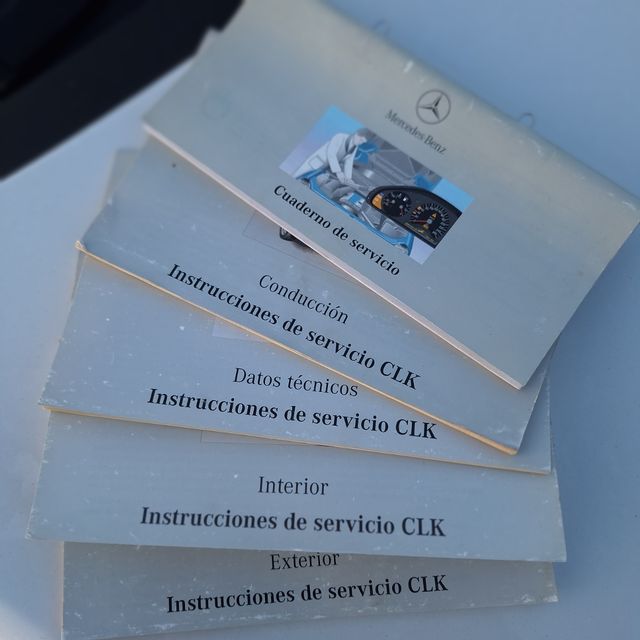 Mercedes-Benz
Cuaderno de servicio
Conducción
Instrucciones de servicio CLK
Datos técnicos
Instrucciones de servicio CLK
Interior
Instrucciones de servicio CLK
Exterior
Instrucciones de servicio CLK